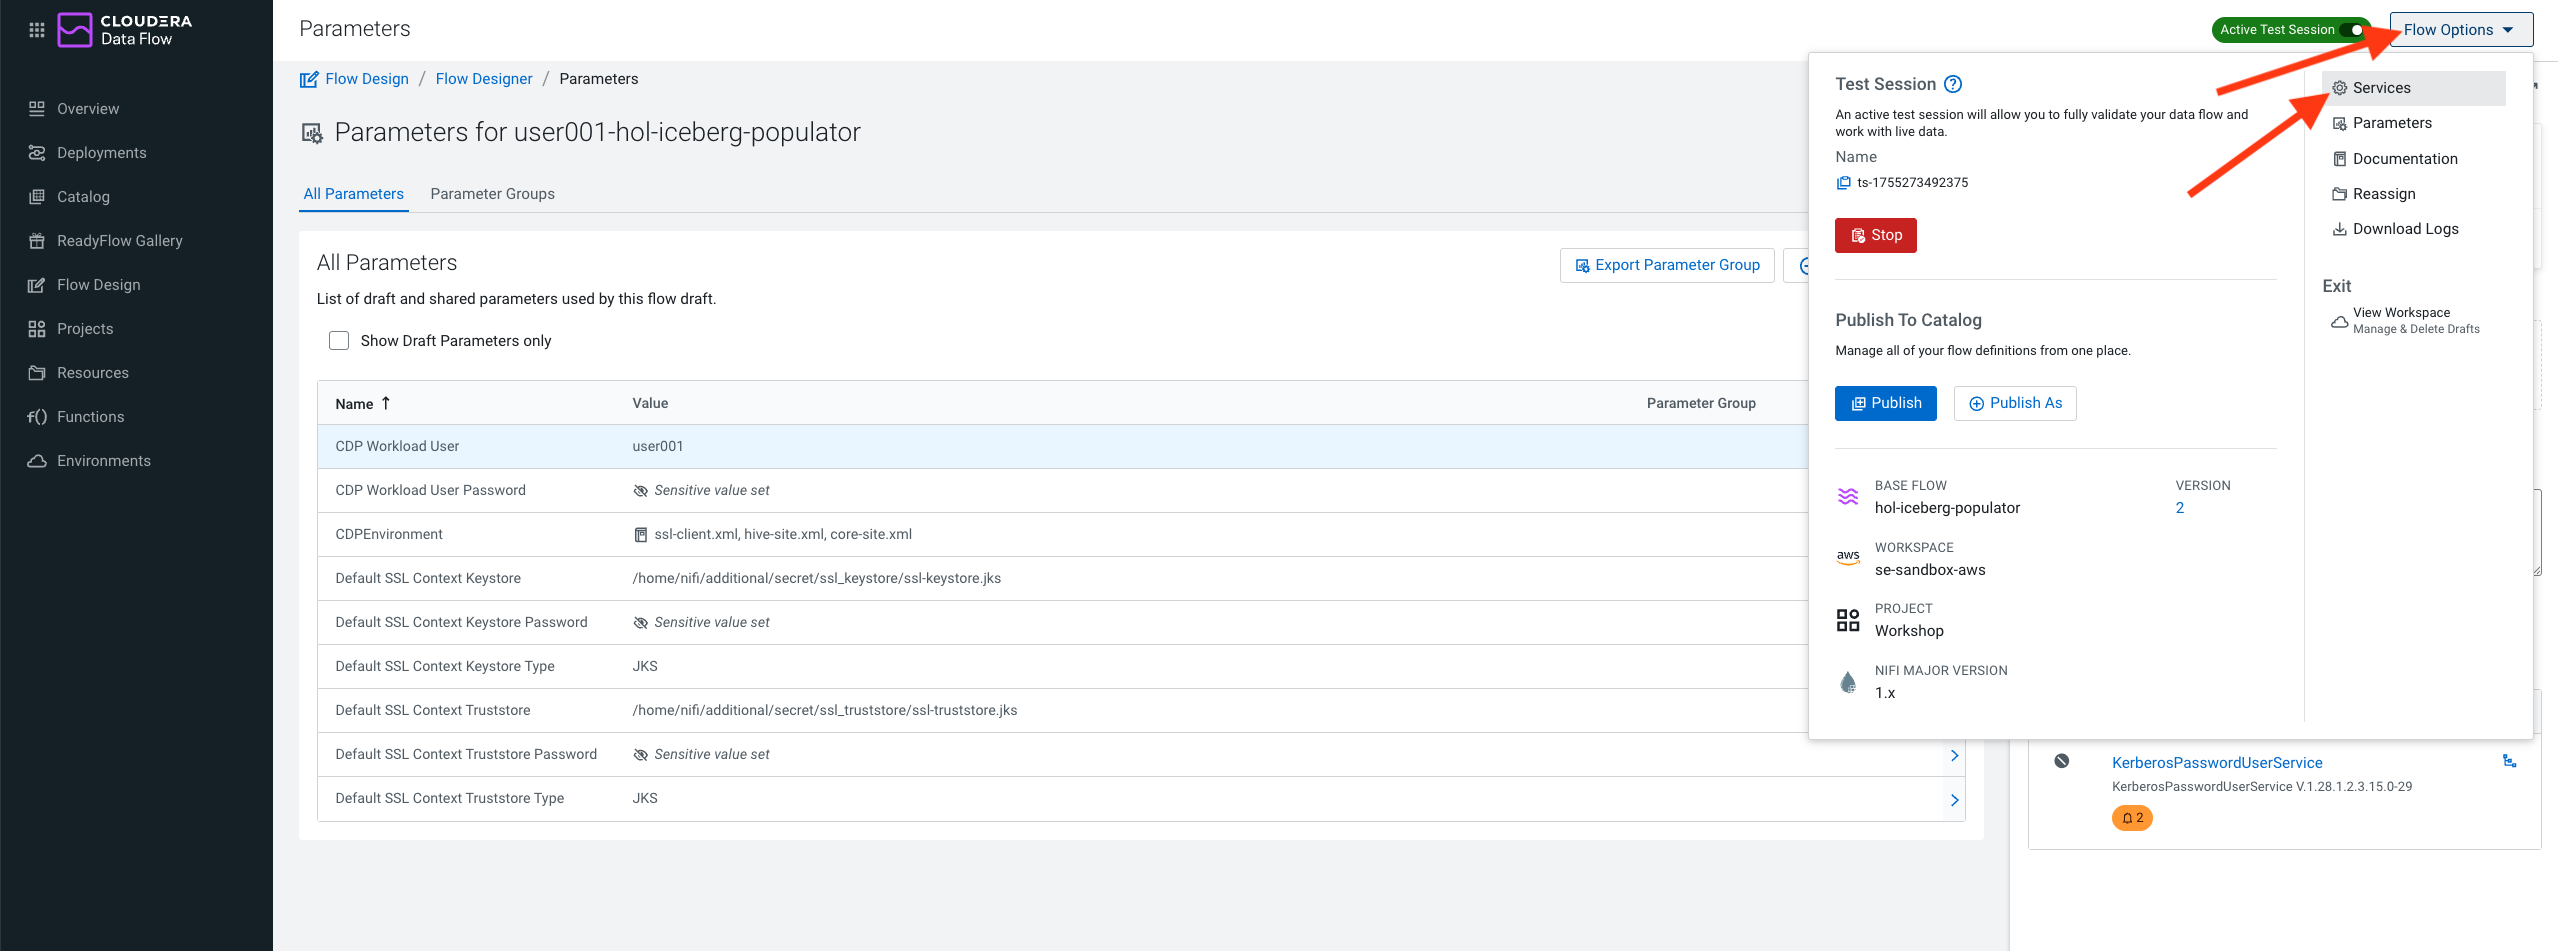 CLOUDERA
Data Flow
Overview
Deployments
Catalog
ReadyFlow Gallery
Flow Design
Projects
Resources
Functions
Environments
Parameters
Active Test Session
Flow Options
Flow Design / Flow Designer / Parameters
Parameters for user001-hol-iceberg-populator
All Parameters
Parameter Groups
All Parameters
List of draft and shared parameters used by this flow draft.
Export Parameter Group
Show Draft Parameters only
Name Value Parameter Group
CDP Workload User user001
CDP Workload User Password Sensitive value set
CDPEnvironment ssl-client.xml, hive-site.xml, core-site.xml
Default SSL Context Keystore /home/nifi/additional/secret/ssl_keystore/ssl-keystore.jks
Default SSL Context Keystore Password Sensitive value set
Default SSL Context Keystore Type JKS
Default SSL Context Truststore /home/nifi/additional/secret/ssl_truststore/ssl-truststore.jks
Default SSL Context Truststore Password Sensitive value set
Default SSL Context Truststore Type JKS
Test Session
An active test session will allow you to fully validate your data flow and
work with live data.
Name
ts-1755273492375
Stop
Publish To Catalog
Manage all of your flow definitions from one place.
Publish
Publish As
BASE FLOW VERSION
hol-iceberg-populator 2
aws
WORKSPACE
se-sandbox-aws
PROJECT
Workshop
NIFI MAJOR VERSION
1.x
Services
Parameters
Documentation
Reassign
Download Logs
Exit
View Workspace
Manage & Delete Drafts
KerberosPasswordUserService
KerberosPasswordUserService V.1.28.1.2.3.15.0-29
2